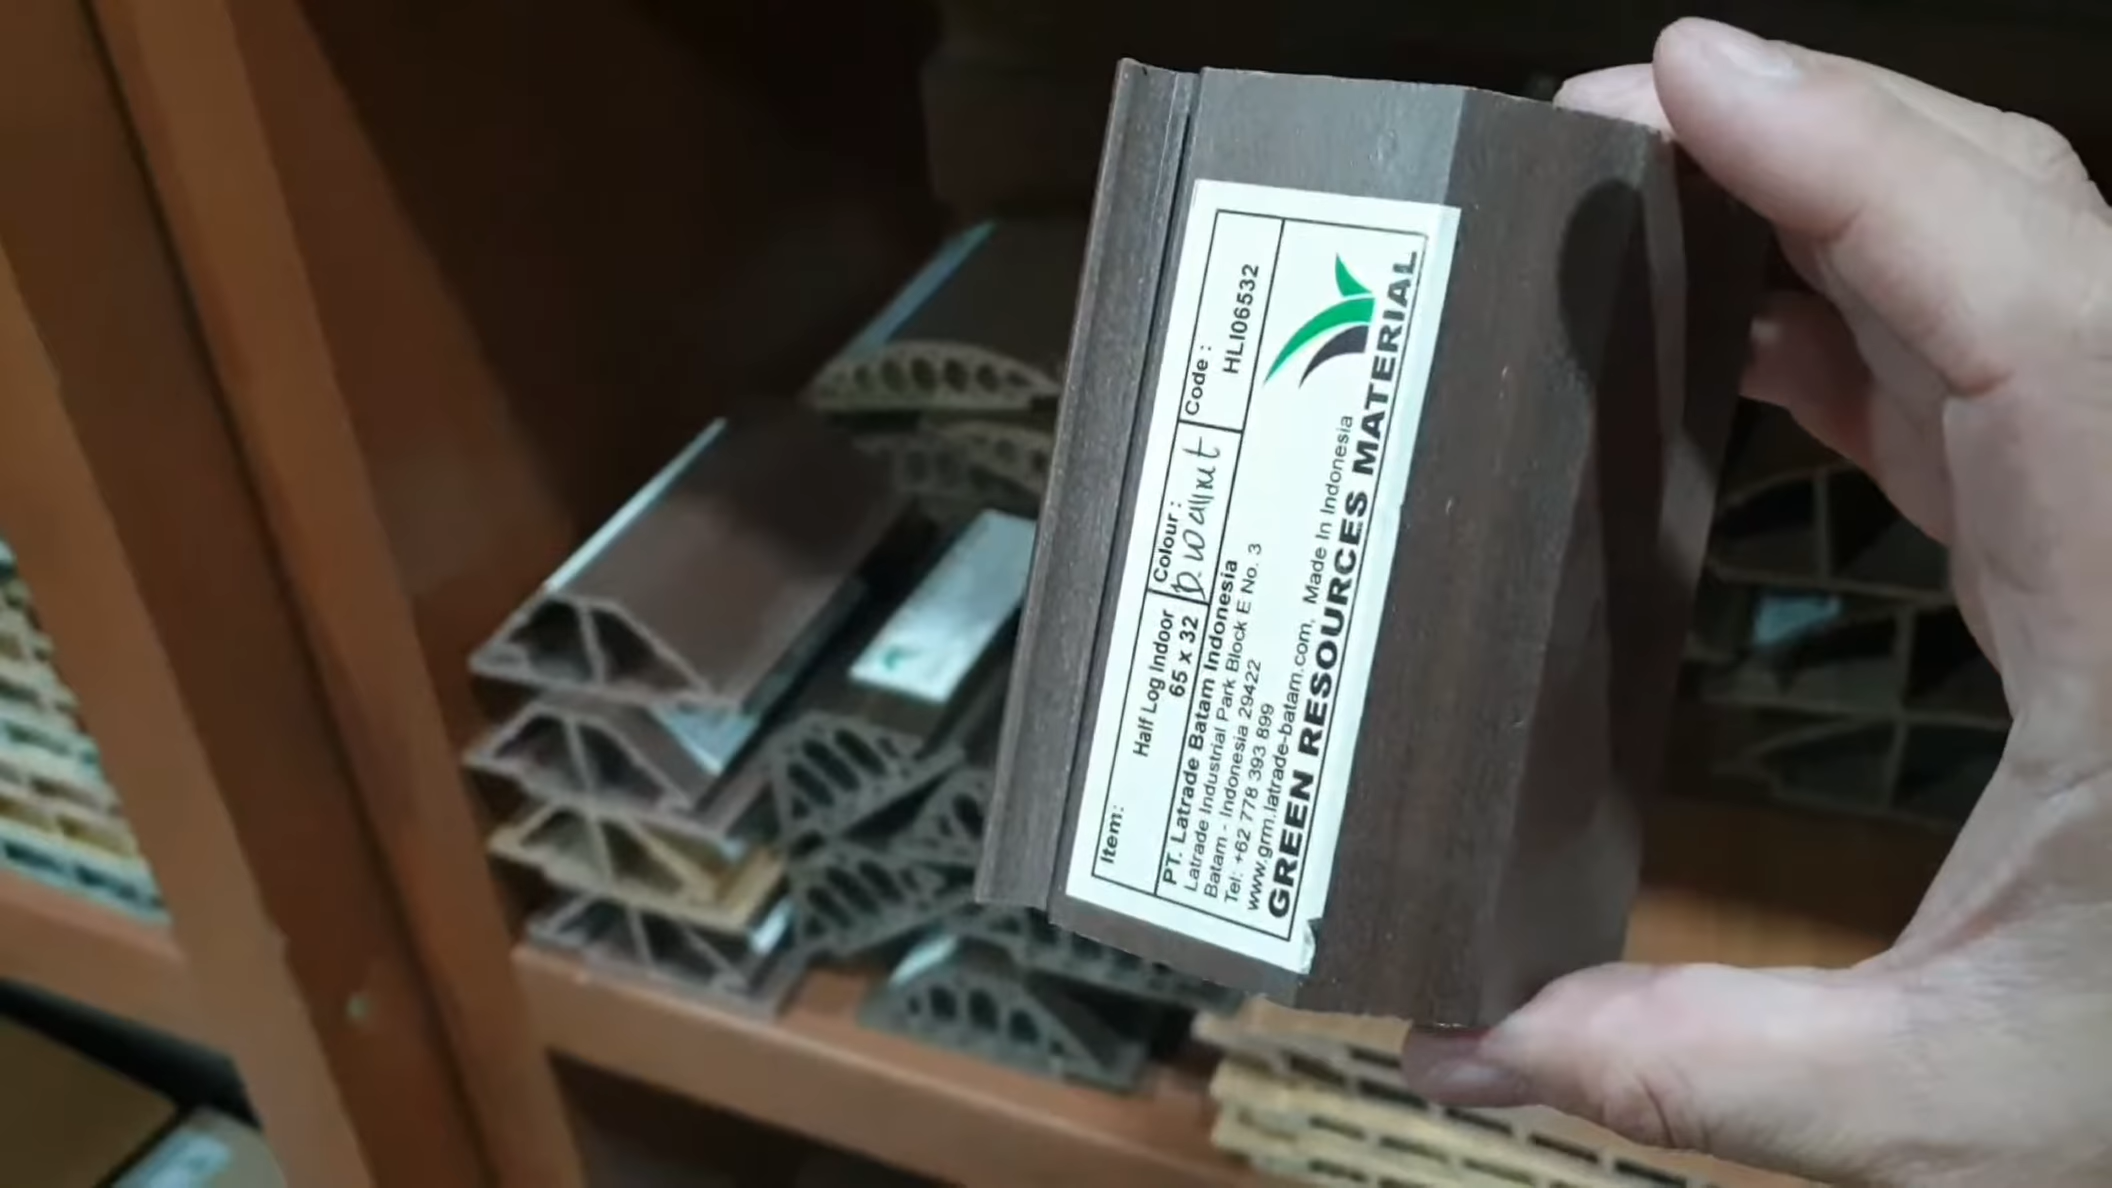 Item:
Half Log Indoor
65 x 32
Colour :
D.walnut
Code :
HLI06532
PT. Latrade Batam Indonesia
Latrade Industrial Park Block E No. 3
Batam - Indonesia 29422
Tel: +62 778 393 899
www.grm.latrade-batam.com, Made In Indonesia
GREEN RESOURCES MATERIAL